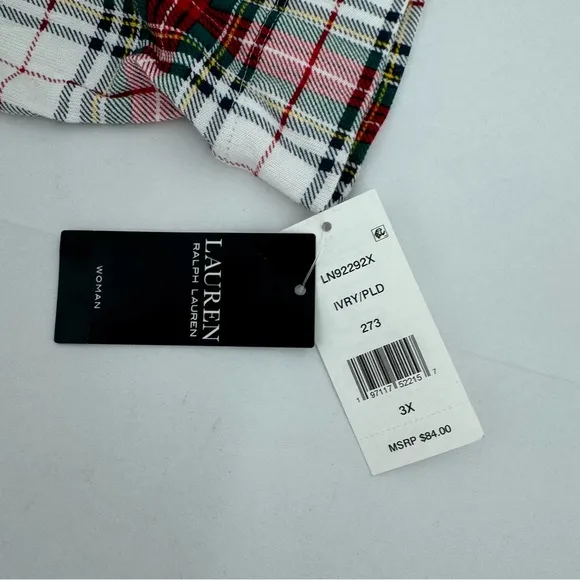 LAUREN
RALPH LAUREN
WOMAN
LN92292X
IVRY/PLD
273
1 97117 52215 7
3X
MSRP $84.00